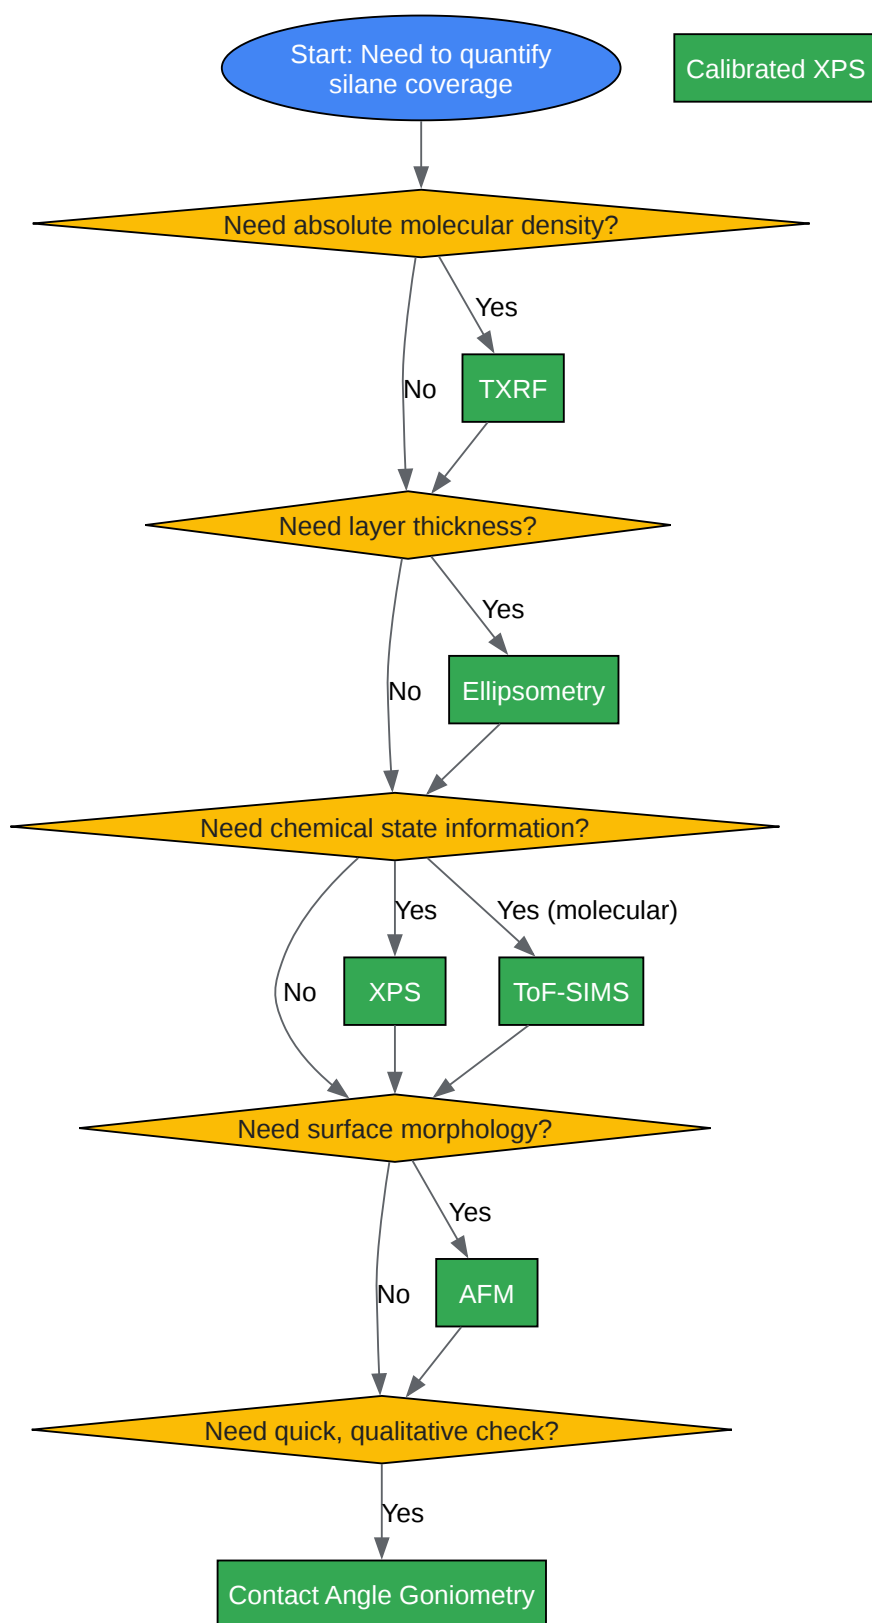 Start: Need to quantify
silane coverage
Calibrated XPS
Need absolute molecular density?
Yes
No
TXRF
Need layer thickness?
Yes
No
Ellipsometry
Need chemical state information?
Yes
Yes (molecular)
No
XPS
ToF-SIMS
Need surface morphology?
Yes
No
AFM
Need quick, qualitative check?
Yes
Contact Angle Goniometry